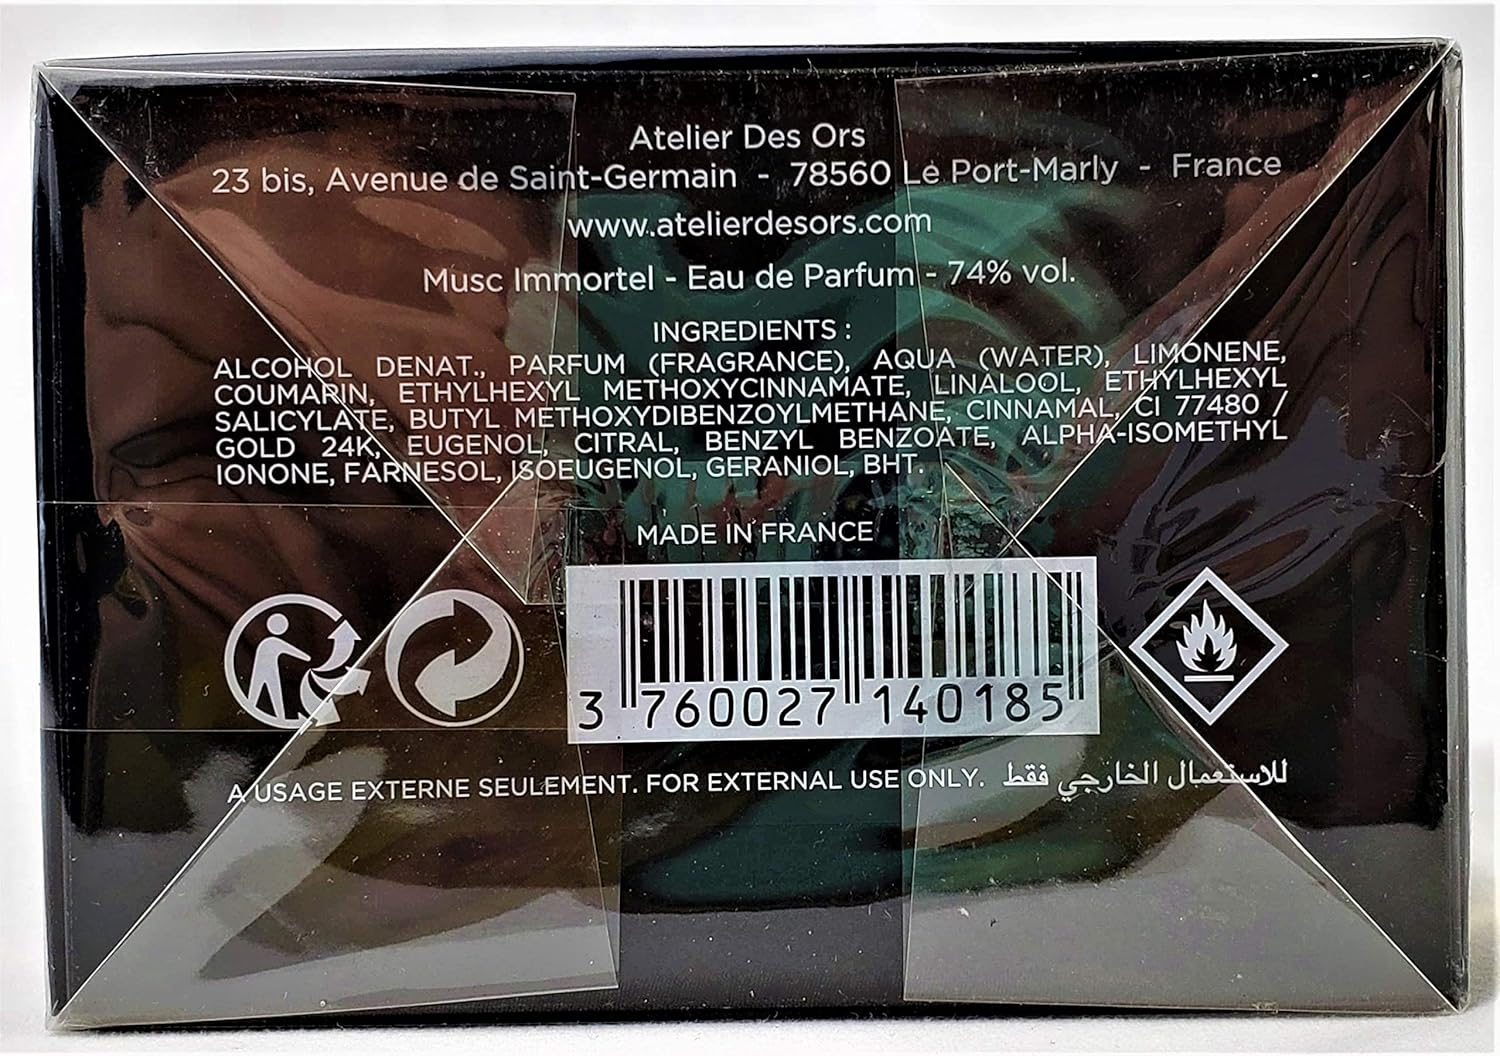 Atelier Des Ors
23 bis, Avenue de Saint-Germain - 78560 Le Port-Marly - France
www.atelierdesors.com
Musc Immortel - Eau de Parfum - 74% vol.
INGREDIENTS :
ALCOHOL DENAT., PARFUM (FRAGRANCE), AQUA (WATER), LIMONENE,
COUMARIN, ETHYLHEXYL METHOXYCINNAMATE, LINALOOL, ETHYLHEXYL
SALICYLATE, BUTYL METHOXYDIBENZOYLMETHANE, CINNAMAL, CI 77480 /
GOLD 24K, EUGENOL, CITRAL, BENZYL BENZOATE, ALPHA-ISOMETHYL
IONONE, FARNESOL, ISOEUGENOL, GERANIOL, BHT.
MADE IN FRANCE
3 760027 140185
A USAGE EXTERNE SEULEMENT. FOR EXTERNAL USE ONLY. للاستعمال الخارجي فقط